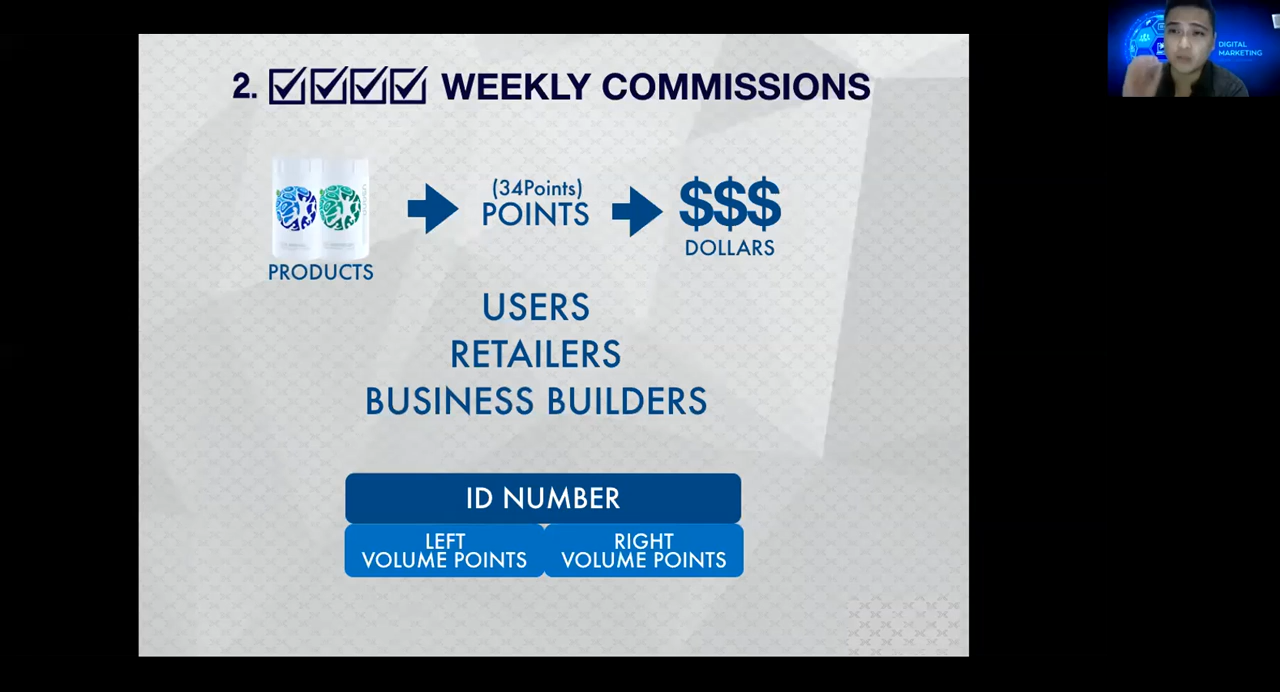 2. WEEKLY COMMISSIONS
DIGITAL
MARKETING
(34Points)
POINTS
$$$
DOLLARS
PRODUCTS
USERS
RETAILERS
BUSINESS BUILDERS
ID NUMBER
LEFT
VOLUME POINTS
RIGHT
VOLUME POINTS